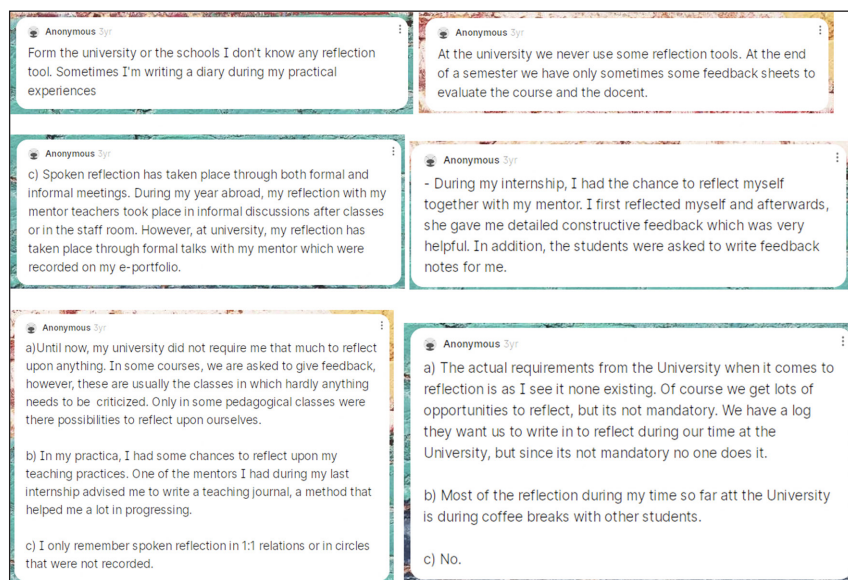 Anonymous 3yr
Form the university or the schools I don't know any reflection
tool. Sometimes I'm writing a diary during my practical
experiences
Anonymous 3yr
At the university we never use some reflection tools. At the end
of a semester we have only sometimes some feedback sheets to
evaluate the course and the docent.
Anonymous 3yr
c) Spoken reflection has taken place through both formal and
informal meetings. During my year abroad, my reflection with my
mentor teachers took place in informal discussions after classes
or in the staff room. However, at university, my reflection has
taken place through formal talks with my mentor which were
recorded on my e-portfolio.
Anonymous 3yr
- During my internship, I had the chance to reflect myself
together with my mentor. I first reflected myself and afterwards,
she gave me detailed constructive feedback which was very
helpful. In addition, the students were asked to write feedback
notes for me.
Anonymous 3yr
a)Until now, my university did not require me that much to reflect
upon anything. In some courses, we are asked to give feedback,
however, these are usually the classes in which hardly anything
needs to be criticized. Only in some pedagogical classes were
there possibilities to reflect upon ourselves.
b) In my practica, I had some chances to reflect upon my
teaching practices. One of the mentors I had during my last
internship advised me to write a teaching journal, a method that
helped me a lot in progressing.
c) I only remember spoken reflection in 1:1 relations or in circles
that were not recorded.
Anonymous 3yr
a) The actual requirements from the University when it comes to
reflection is as I see it none existing. Of course we get lots of
opportunities to reflect, but its not mandatory. We have a log
they want us to write in to reflect during our time at the
University, but since its not mandatory no one does it.
b) Most of the reflection during my time so far att the University
is during coffee breaks with other students.
c) No.